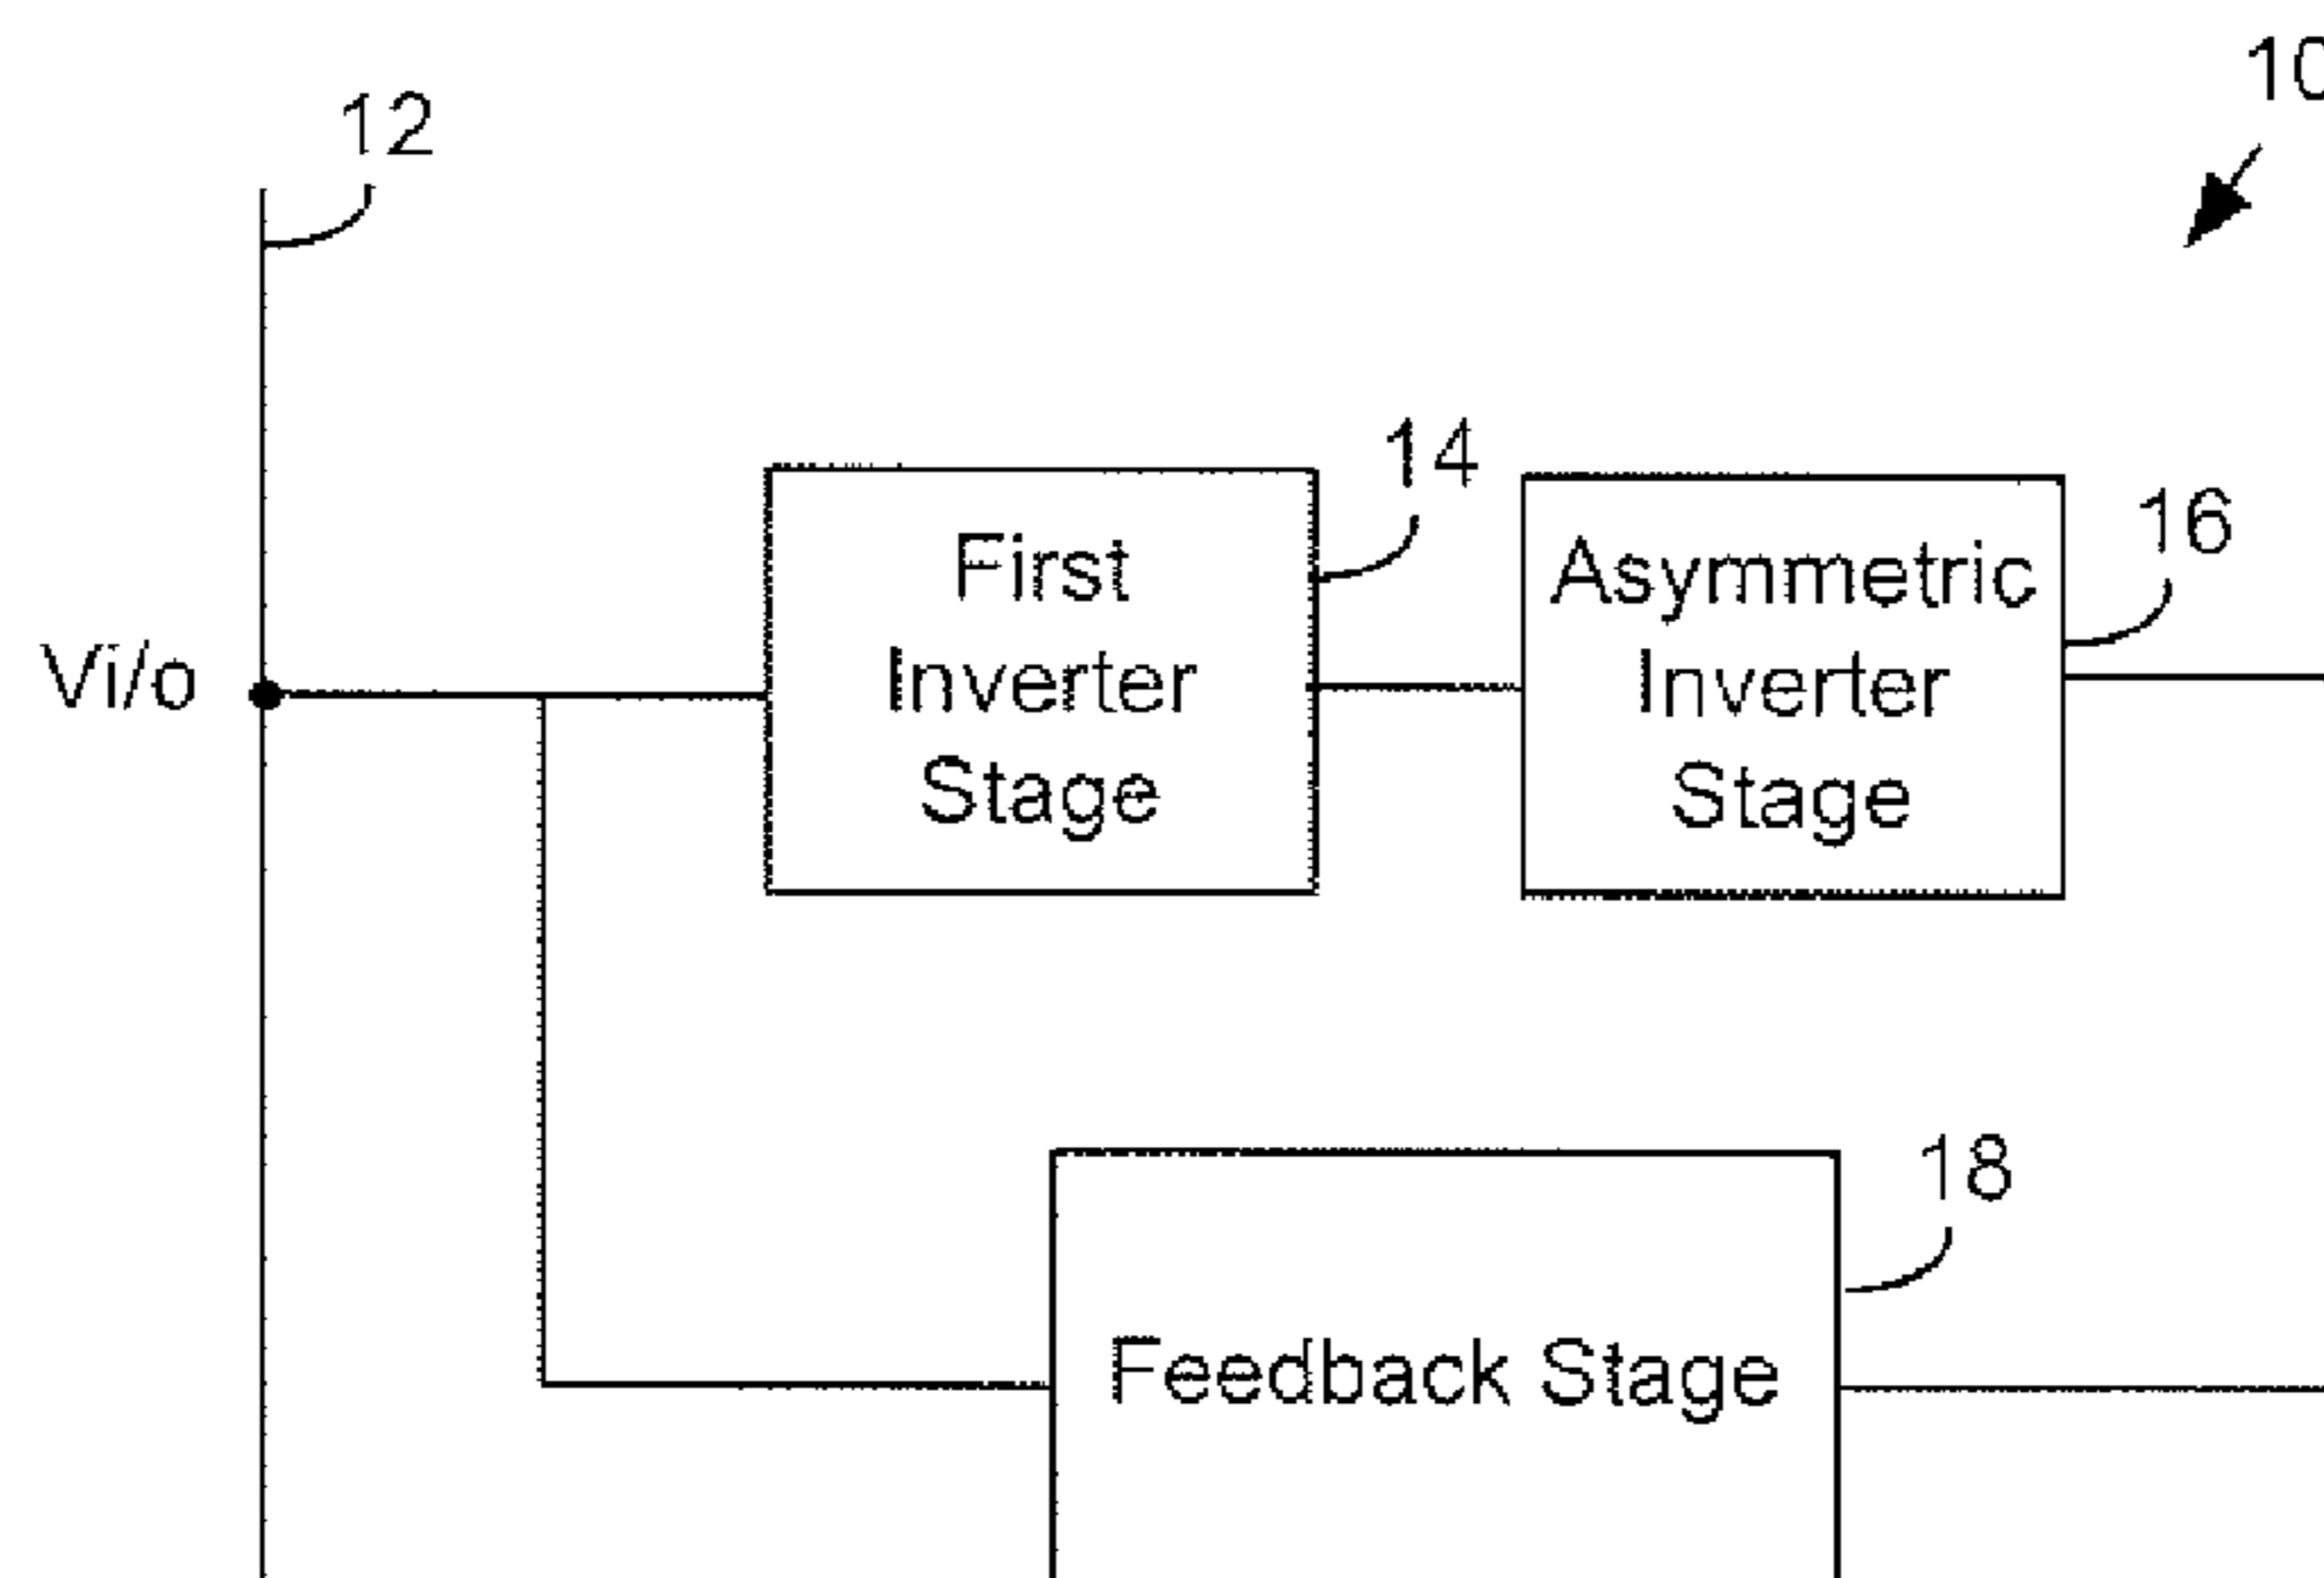 10
12
14
First
Inverter
Stage
16
Asymmetric
Inverter
Stage
Vi/o
18
Feedback Stage